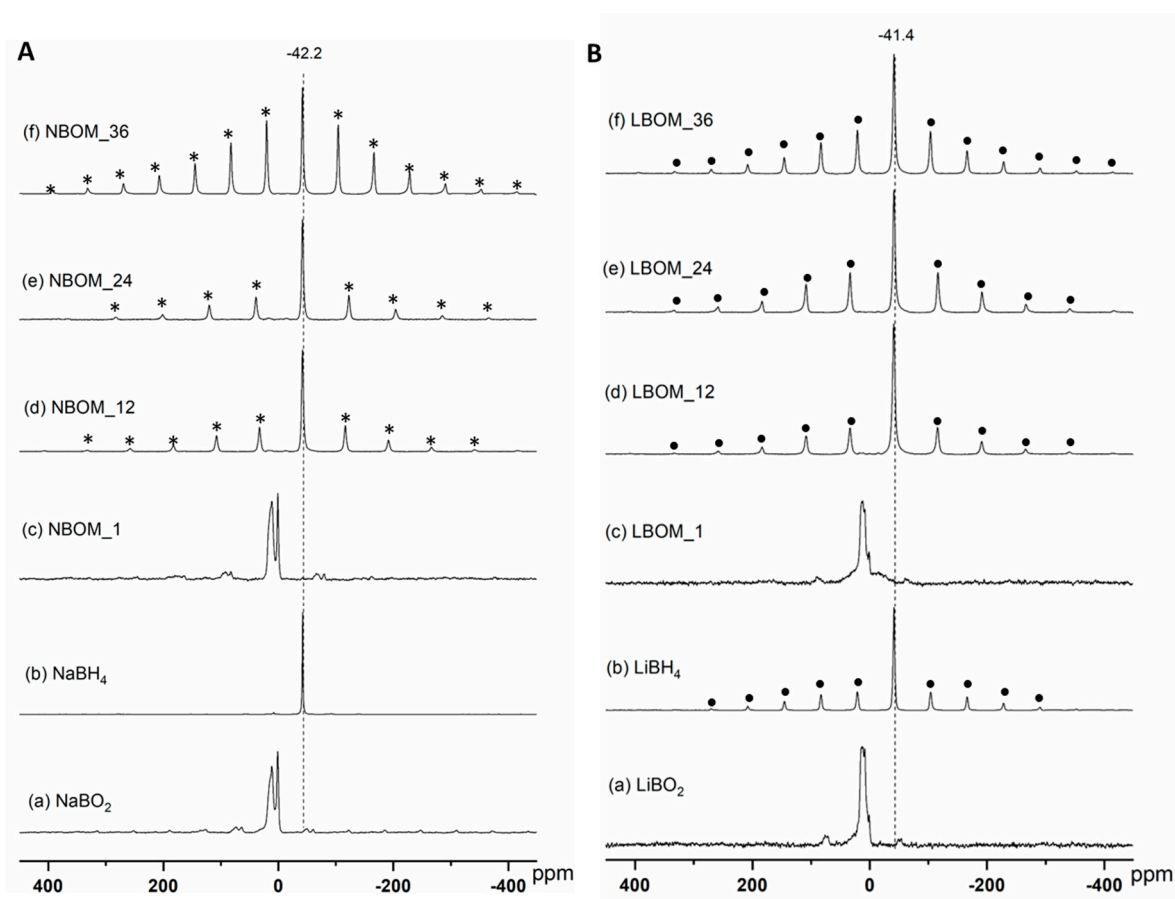 A
-42.2
(f) NBOM_36
(e) NBOM_24
(d) NBOM_12
(c) NBOM_1
(b) NaBH4
(a) NaBO2
400 200 0 -200 -400 ppm
B
-41.4
(f) LBOM_36
(e) LBOM_24
(d) LBOM_12
(c) LBOM_1
(b) LiBH4
(a) LiBO2
400 200 0 -200 -400 ppm